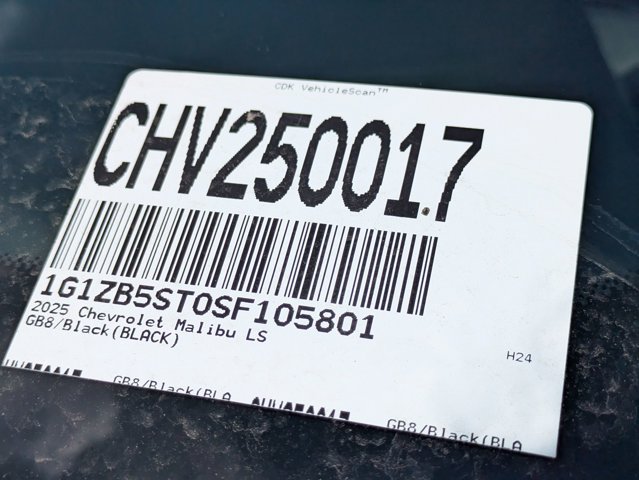 CDK VehicleScan™
CHV250017
1G1ZB5ST0SF105801
2025 Chevrolet Malibu LS
GB8/Black(BLACK)
H24
GB8/Black(BLA
GB8/Black(BLA